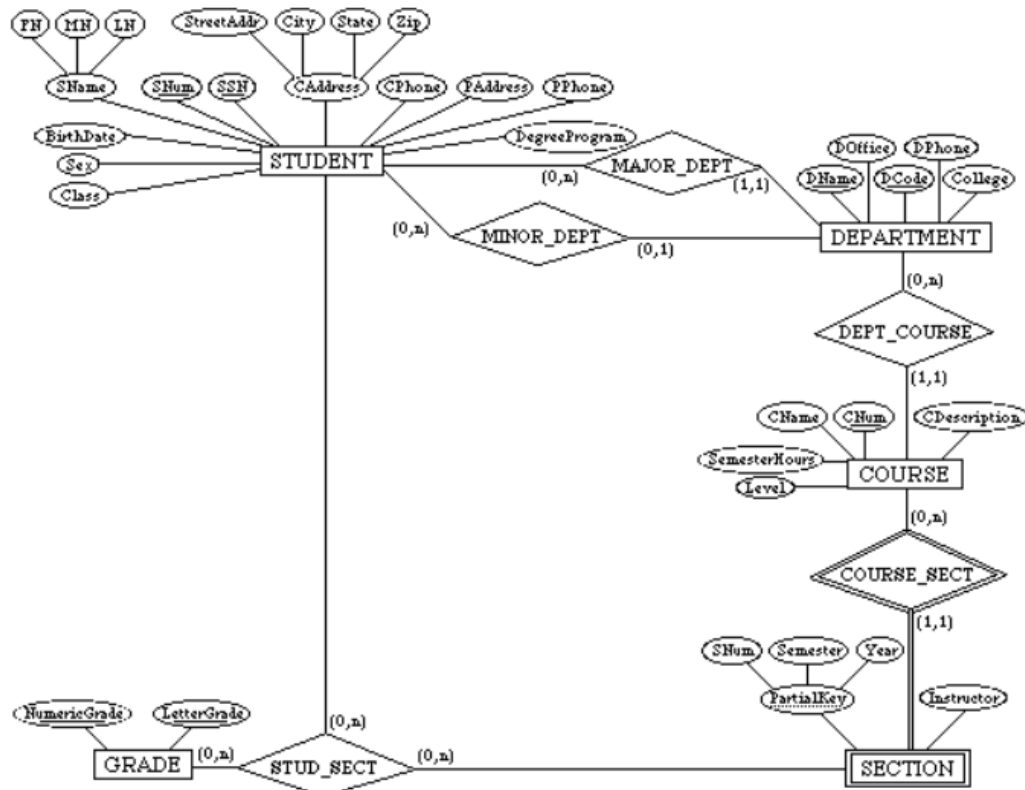 FN MN LN
StreetAddr City State Zip
SName SNum SSN CAddress CPhone PAddress PPhone
BirthDate DegreeProgram
STUDENT
Sex
Class
(0,n) MAJOR_DEPT (1,1)
DOffice DPhone
DName DCode College
(0,n) MINOR_DEPT (0,1)
DEPARTMENT
(0,n)
DEPT_COURSE
(1,1)
CName CNum CDescription
SemesterHours
COURSE
Level
(0,n)
COURSE_SECT
(1,1)
SNum Semester Year
PartialKey Instructor
NumericGrade LetterGrade
(0,n)
(0,n) (0,n)
GRADE STUD_SECT SECTION